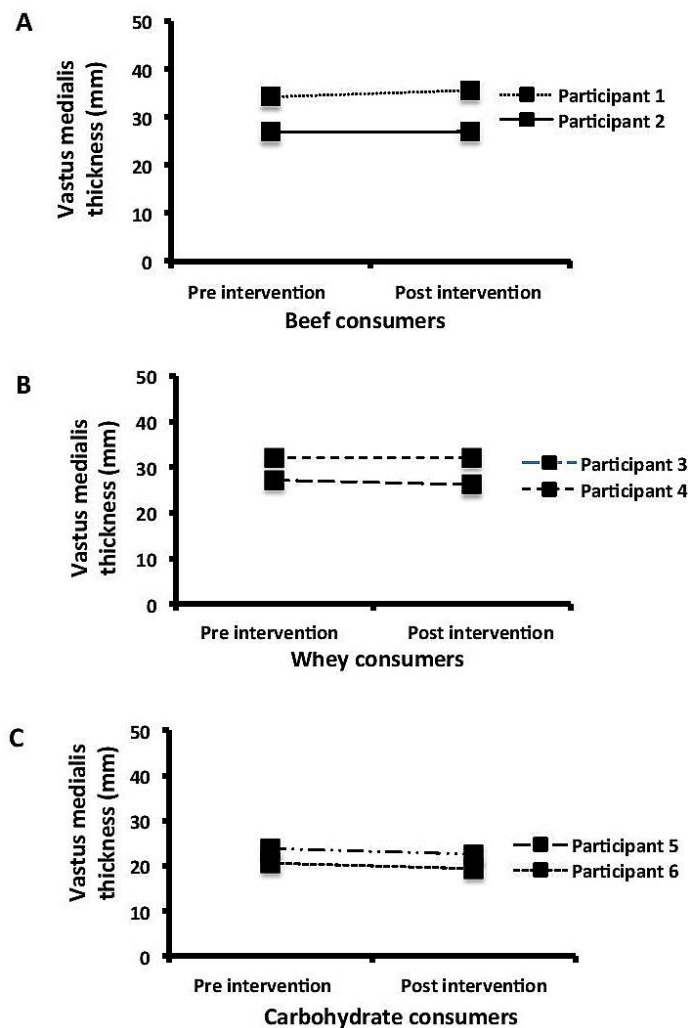 A
Vastus medialis
thickness (mm)
50
40
30
20
10
0
Participant 1
Participant 2
Pre intervention
Post intervention
Beef consumers
B
Vastus medialis
thickness (mm)
50
40
30
20
10
0
Participant 3
Participant 4
Pre intervention
Post intervention
Whey consumers
C
Vastus medialis
thickness (mm)
50
40
30
20
10
0
Participant 5
Participant 6
Pre intervention
Post intervention
Carbohydrate consumers